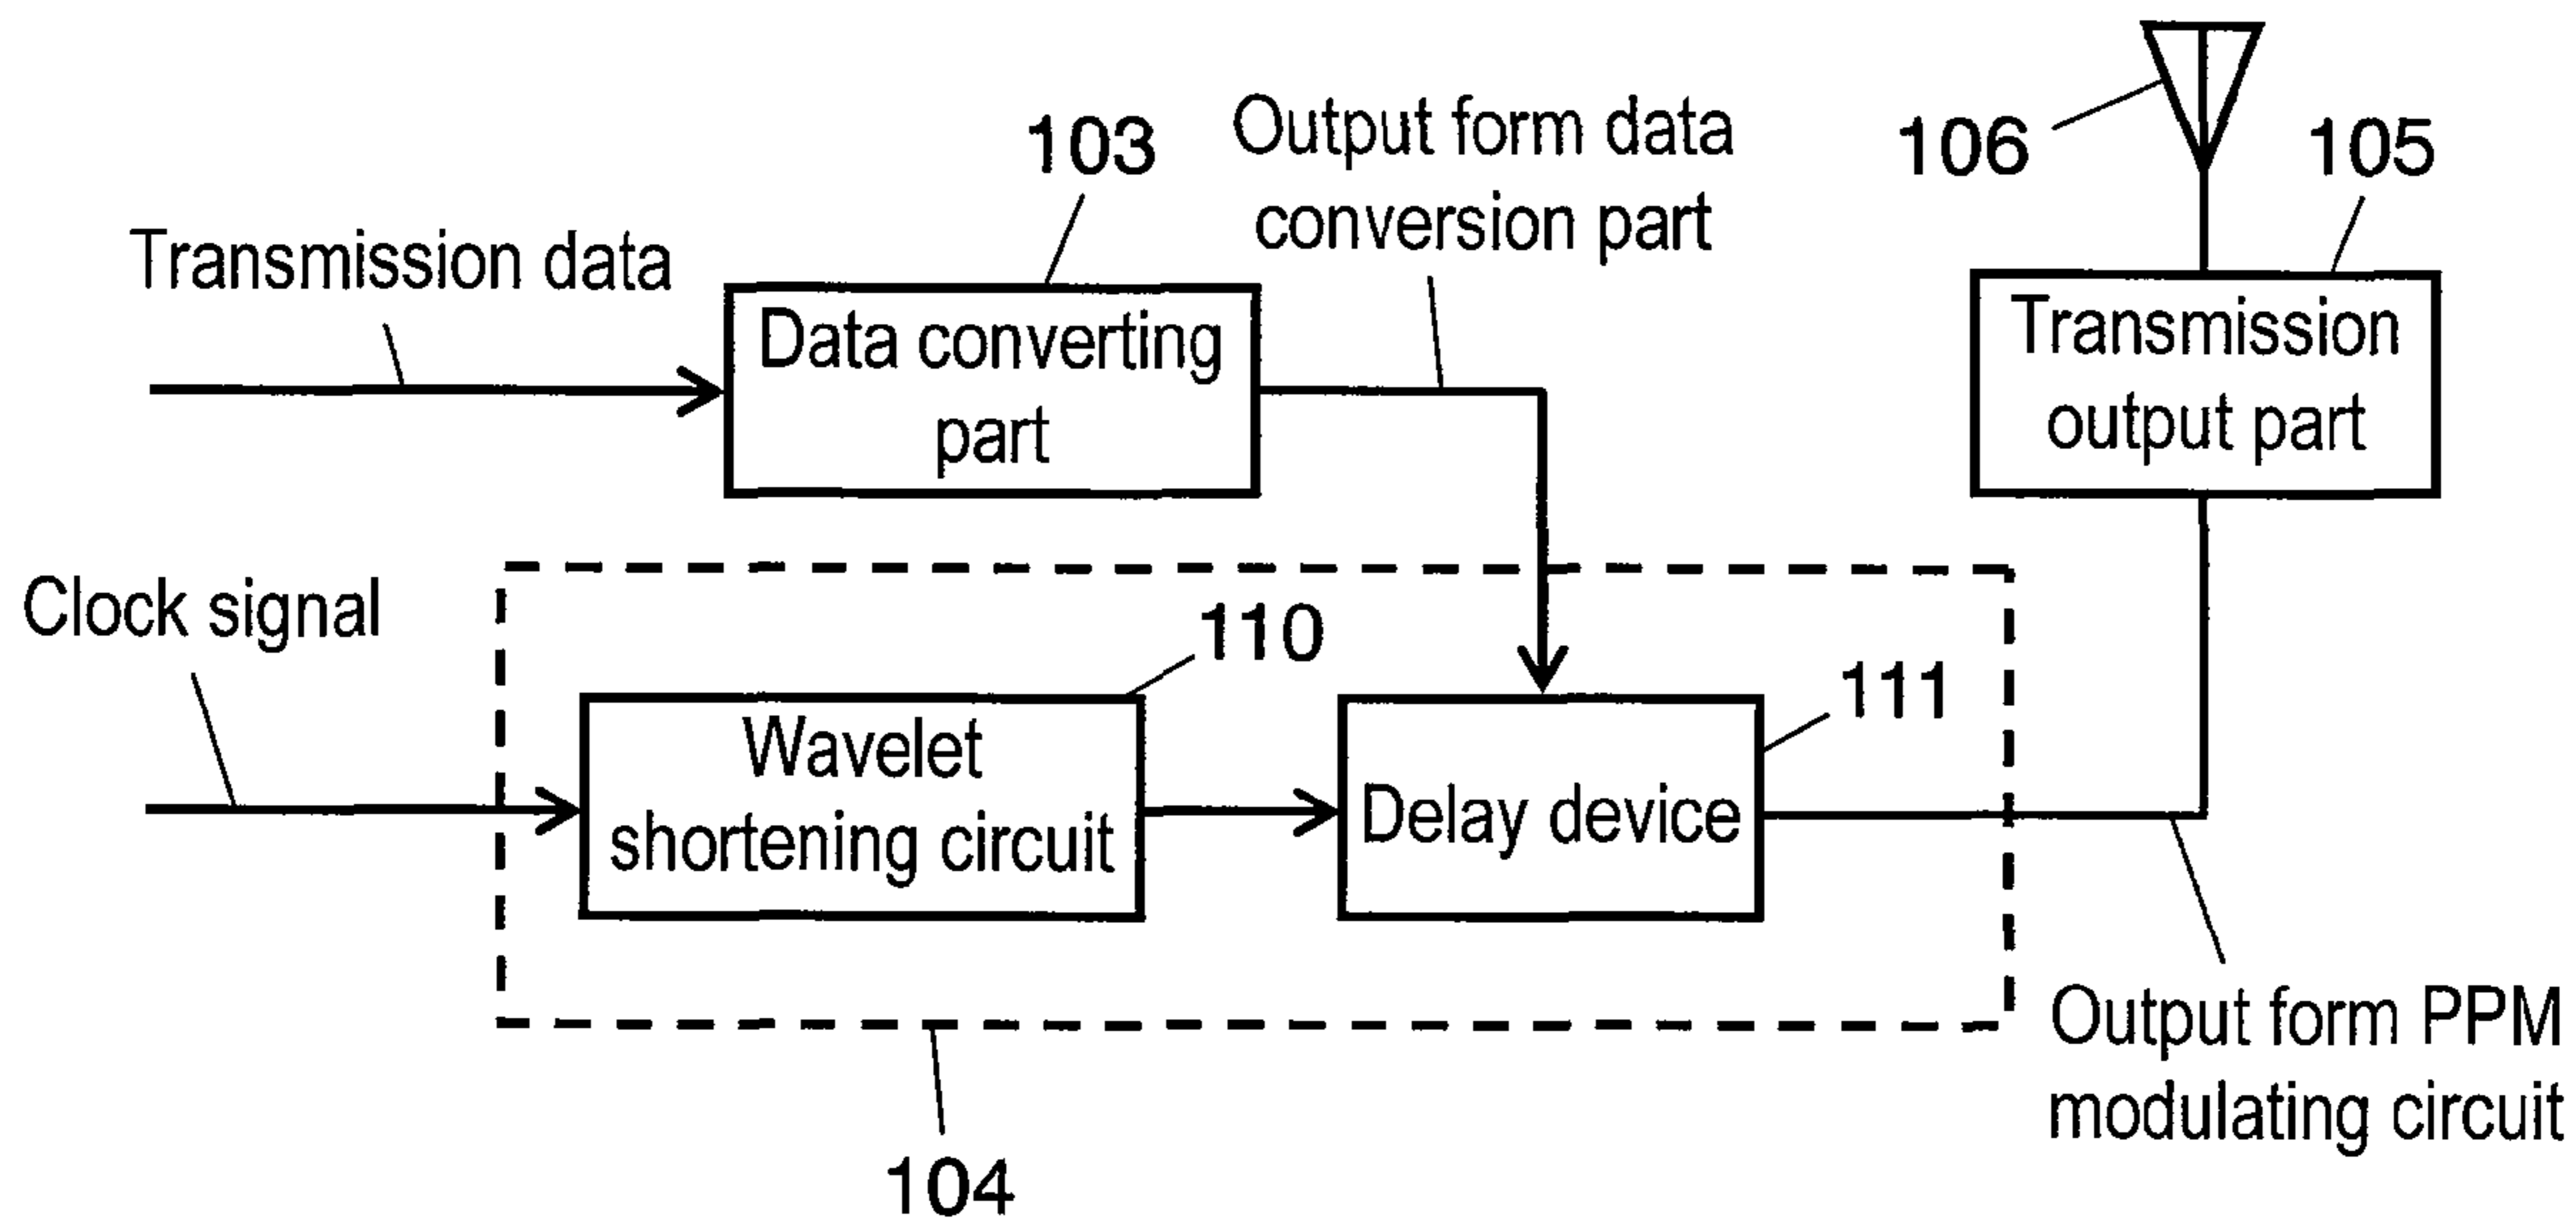 106
105
103
Output form data
conversion part
Transmission data
Data converting
part
Transmission
output part
Clock signal
110
111
Wavelet
shortening circuit
Delay device
Output form PPM
modulating circuit
104